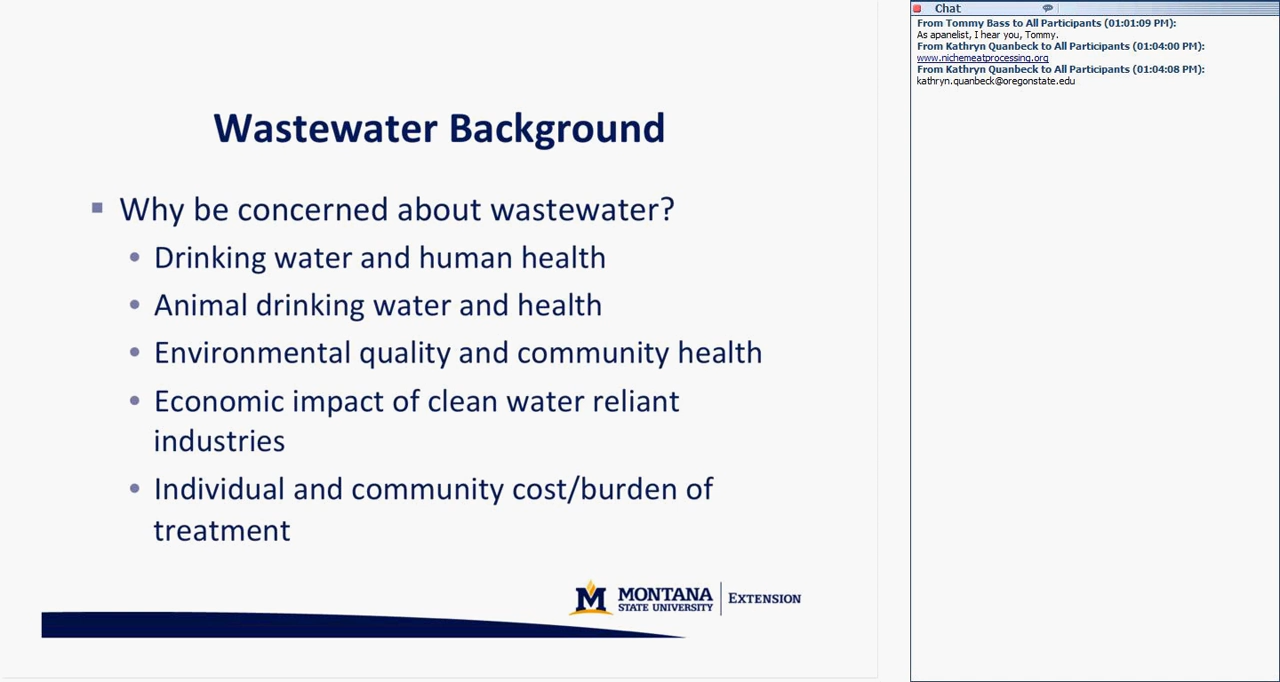 Wastewater Background
Why be concerned about wastewater?
Drinking water and human health
Animal drinking water and health
Environmental quality and community health
Economic impact of clean water reliant
industries
Individual and community cost/burden of
treatment
M MONTANA
STATE UNIVERSITY
EXTENSION
Chat
From Tommy Bass to All Participants (01:01:09 PM):
As apanelist, I hear you, Tommy.
From Kathryn Quanbeck to All Participants (01:04:00 PM):
www.nichemeatprocessing.org
From Kathryn Quanbeck to All Participants (01:04:08 PM):
kathryn.quanbeck@oregonstate.edu